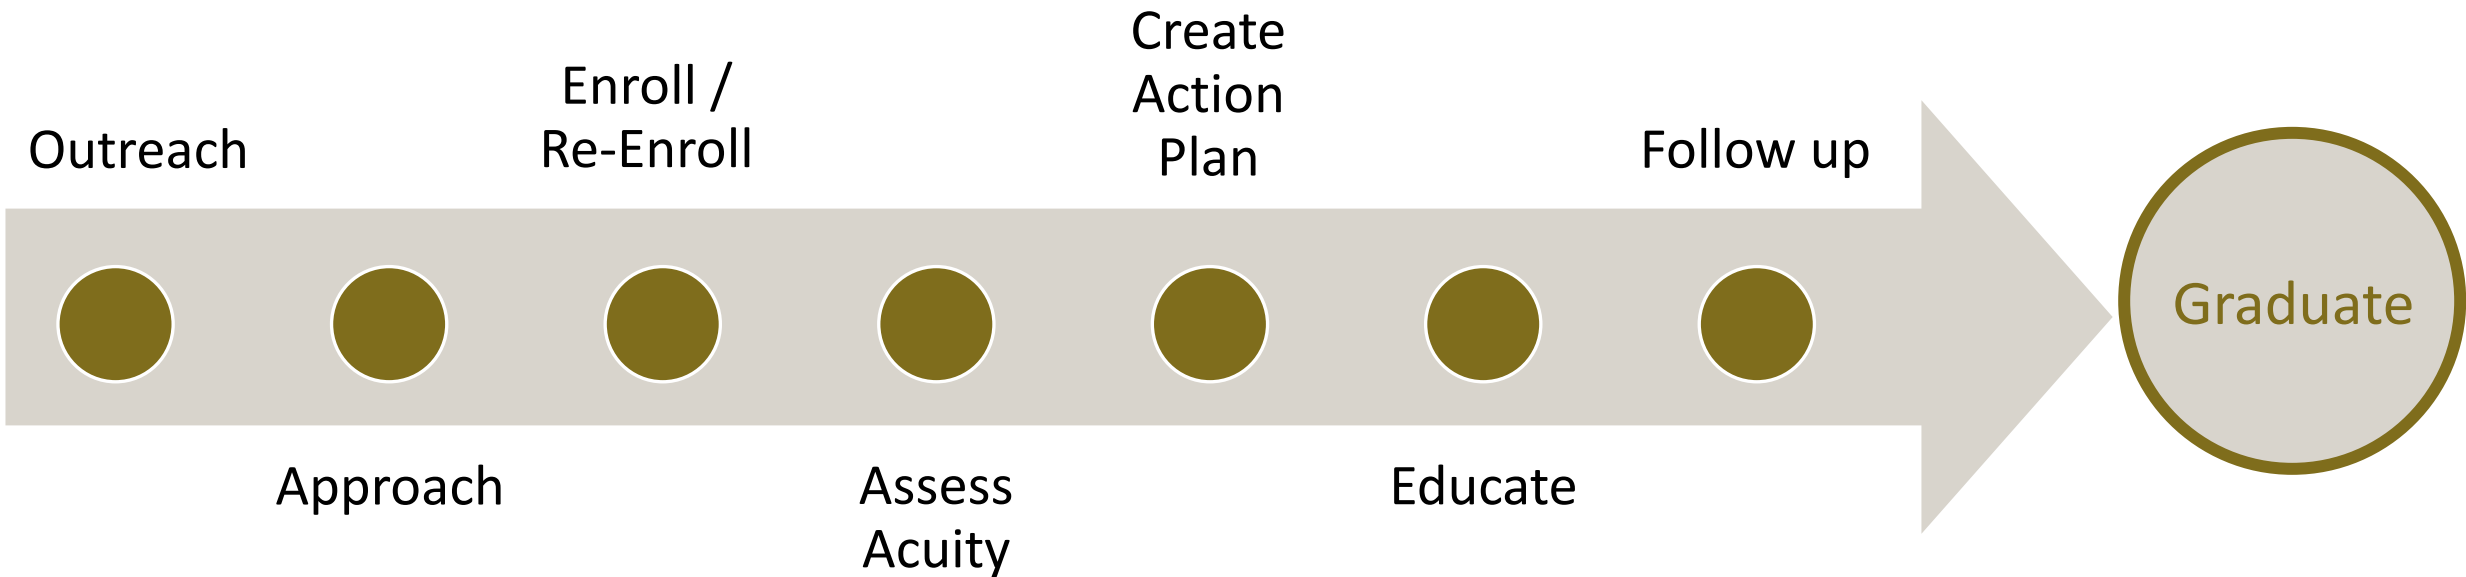 Outreach
Approach
Enroll /
Re-Enroll
Assess
Acuity
Create
Action
Plan
Educate
Follow up
Graduate